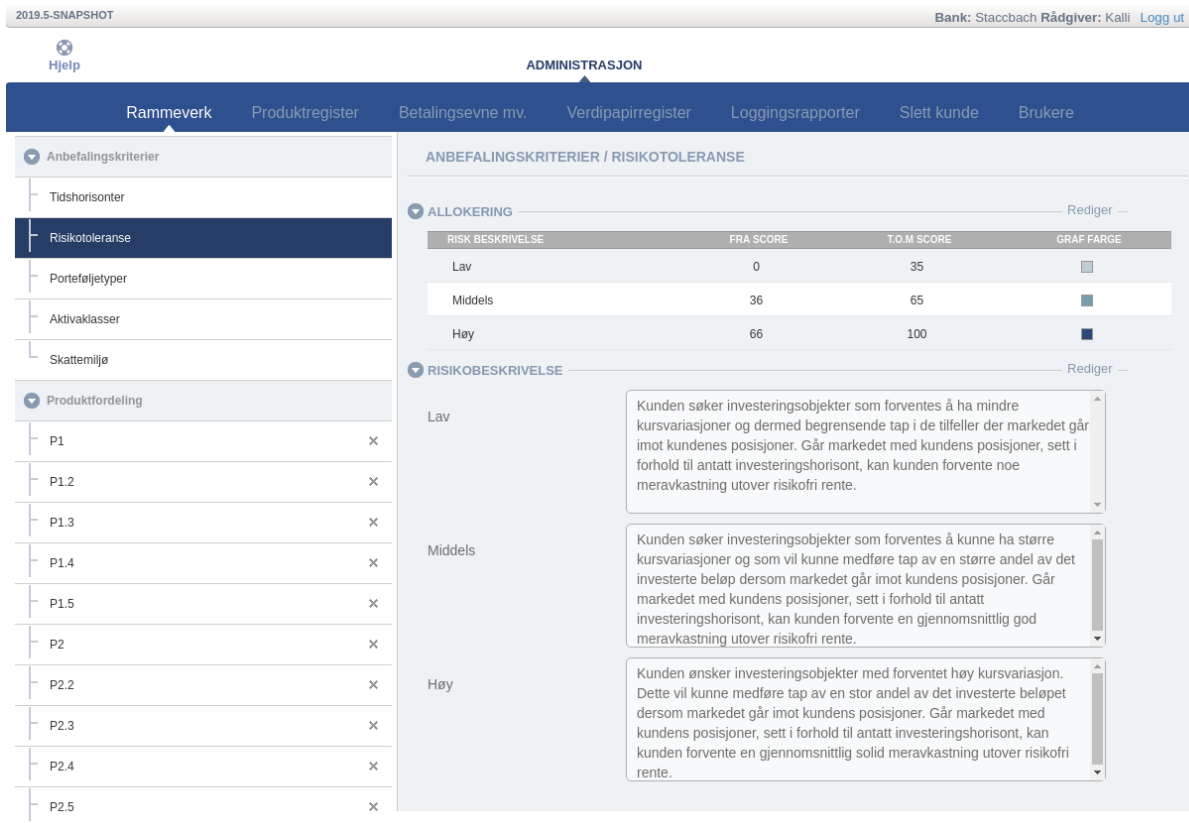 2019.5-SNAPSHOT
Bank: Staccbach Rådgiver: Kalli Logg ut
Hjelp
ADMINISTRASJON
Rammeverk Produktregister Betalingsevne mv. Verdipapirregister Loggingsrapporter Slett kunde Brukere
Anbefalingskriterier
Tidshorisonter
Risikotoleranse
Porteføljetyper
Aktivaklasser
Skattemiljø
Produktfordeling
P1
P1.2
P1.3
P1.4
P1.5
P2
P2.2
P2.3
P2.4
P2.5
ANBEFALINGSKRITERIER / RISIKOTOLERANSE
ALLOKERING Rediger
RISK BESKRIVELSE FRA SCORE T.O.M SCORE GRAF FARGE
Lav 0 35
Middels 36 65
Høy 66 100
RISIKOBESKRIVELSE Rediger
Lav
Kunden søker investeringsobjekter som forventes å ha mindre
kursvariasjoner og dermed begrensende tap i de tilfeller der markedet går
imot kundenes posisjoner. Går markedet med kundens posisjoner, sett i
forhold til antatt investeringshorisont, kan kunden forvente noe
meravkastning utover risikofri rente.
Middels
Kunden søker investeringsobjekter som forventes å kunne ha større
kursvariasjoner og som vil kunne medføre tap av en større andel av det
investerte beløp dersom markedet går imot kundens posisjoner. Går
markedet med kundens posisjoner, sett i forhold til antatt
investeringshorisont, kan kunden forvente en gjennomsnittlig god
meravkastning utover risikofri rente.
Høy
Kunden ønsker investeringsobjekter med forventet høy kursvariasjon.
Dette vil kunne medføre tap av en stor andel av det investerte beløpet
dersom markedet går imot kundens posisjoner. Går markedet med
kundens posisjoner, sett i forhold til antatt investeringshorisont, kan
kunden forvente en gjennomsnittlig solid meravkastning utover risikofri
rente.